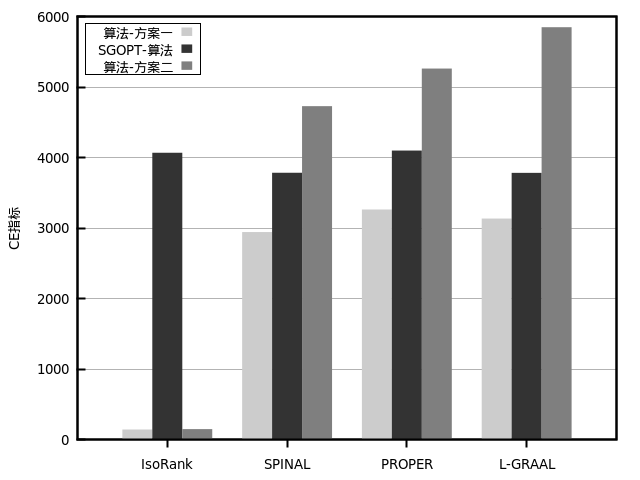 6000
5000
4000
3000
2000
1000
0
CE指标
算法-方案一
SGOPT-算法
算法-方案二
IsoRank
SPINAL
PROPER
L-GRAAL